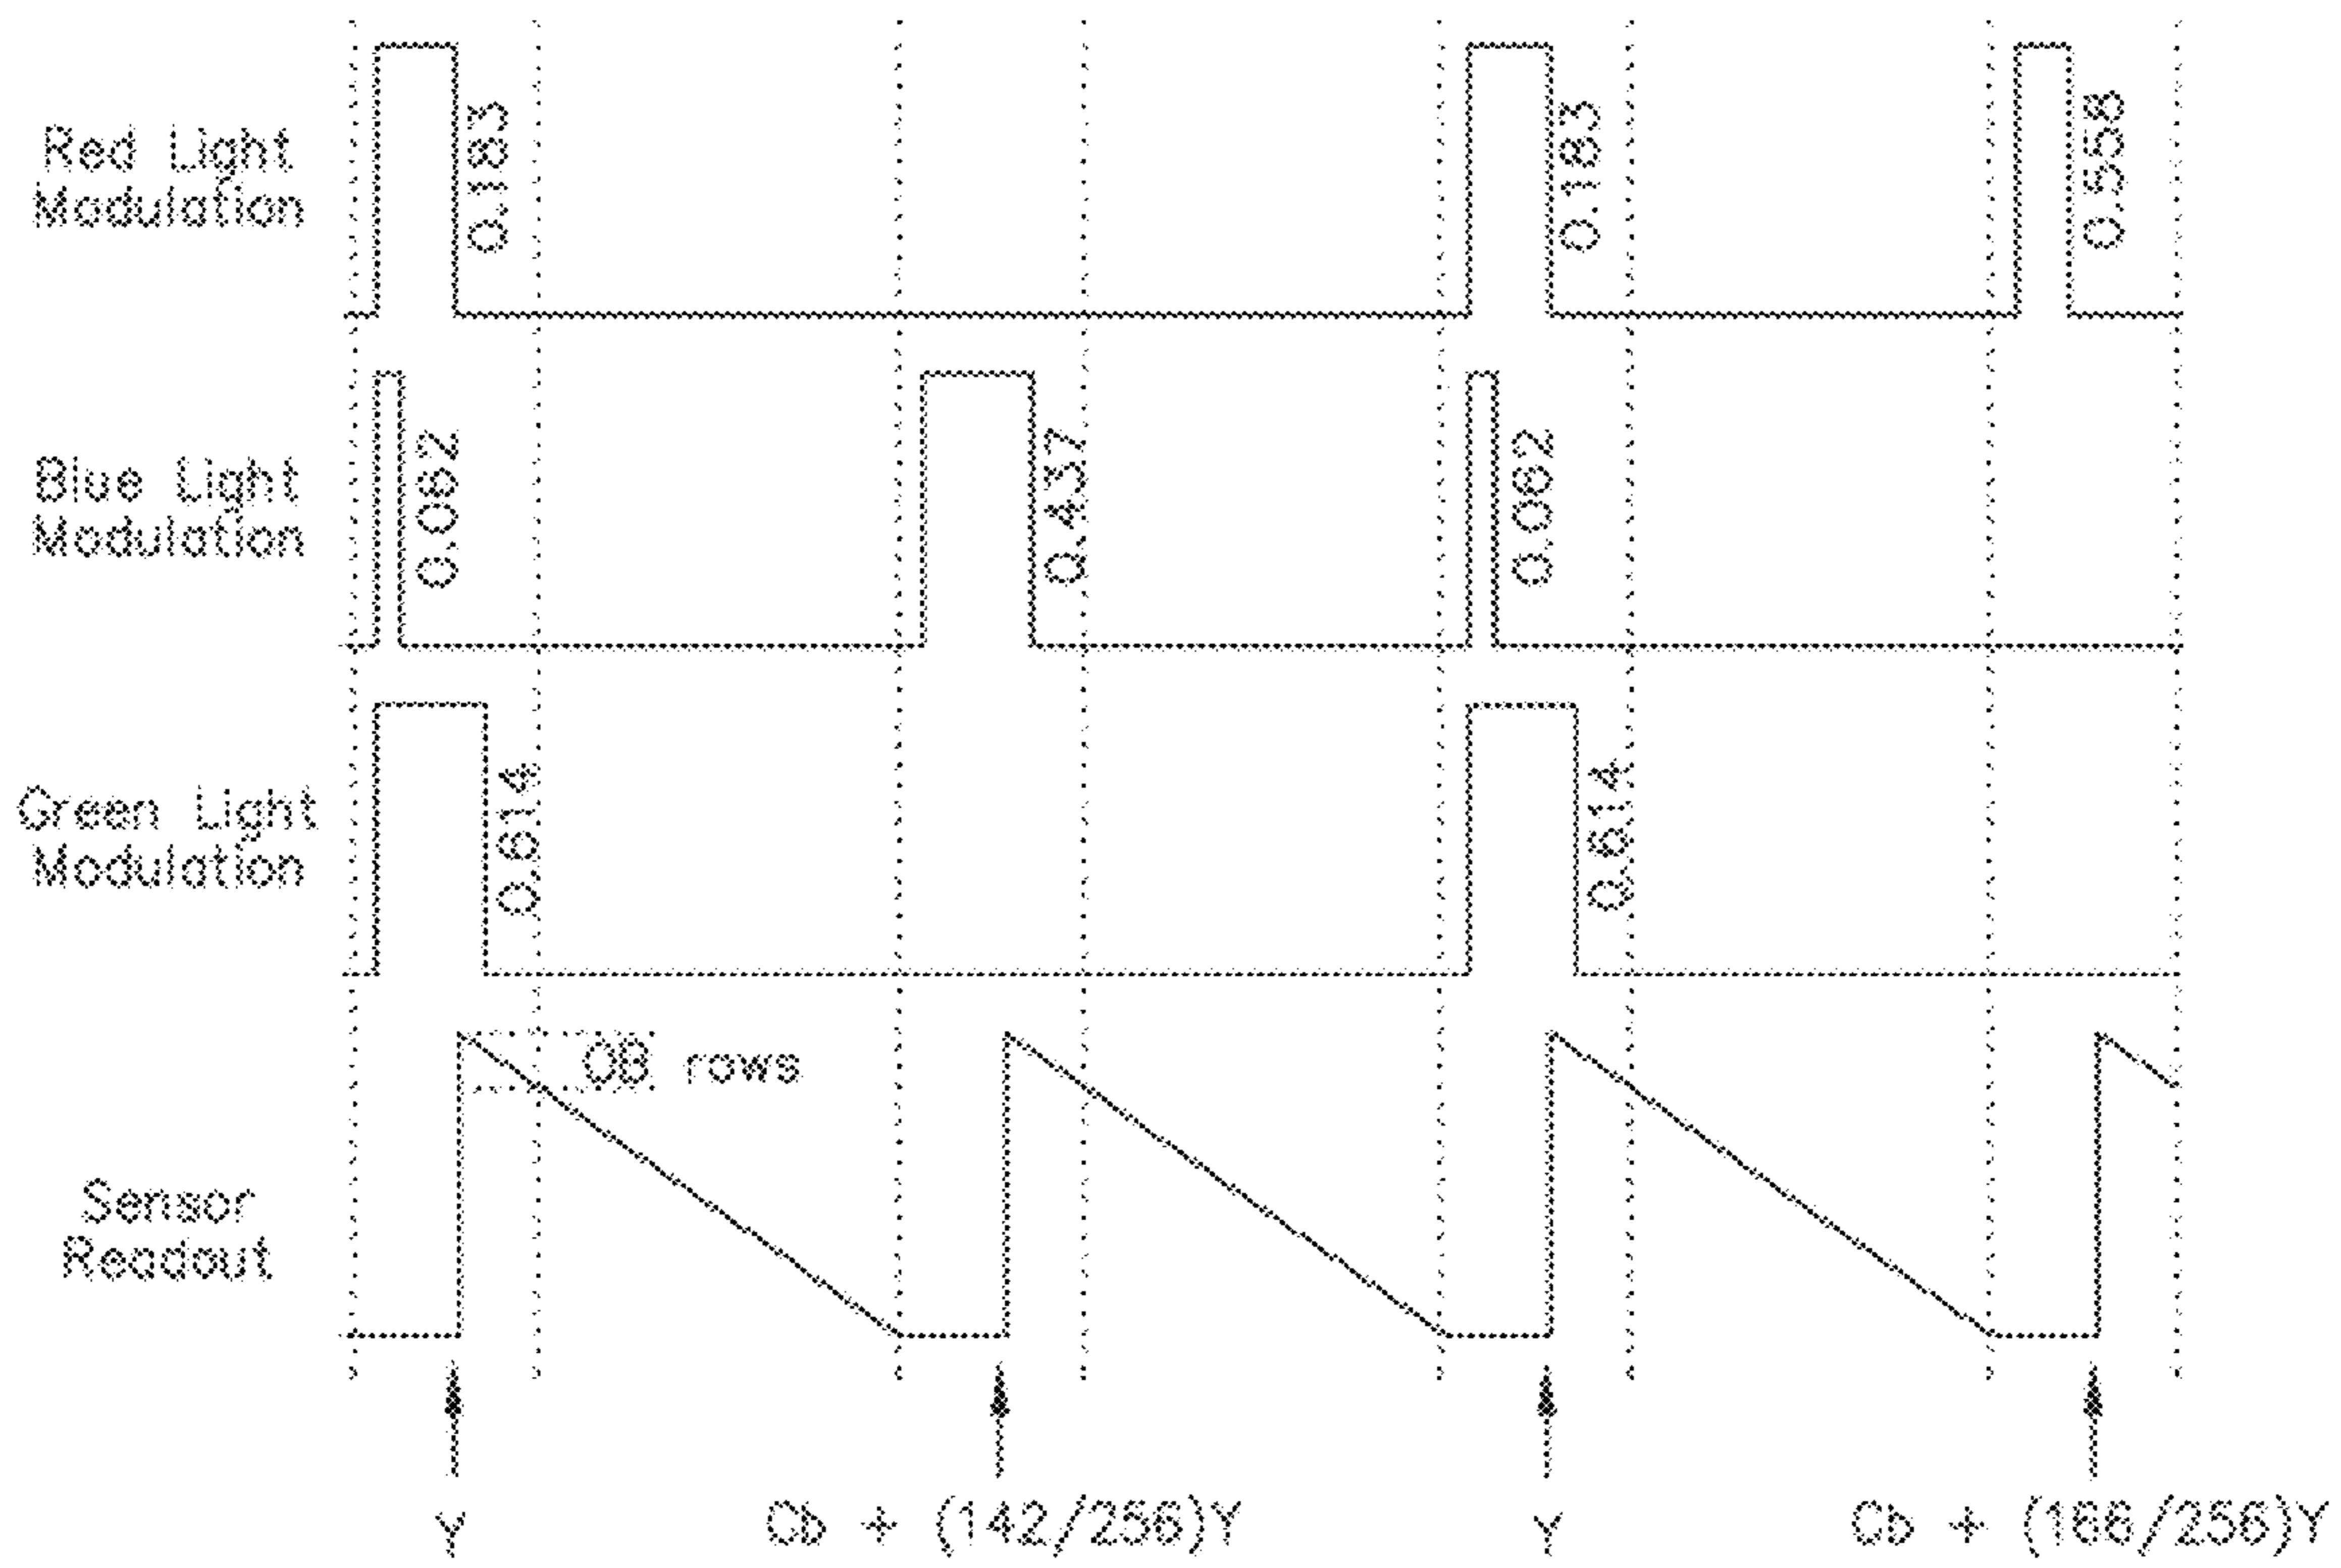 Red Light
Modulation
0.183
0.183
0.558
Blue Light
Modulation
0.062
0.437
0.062
Green Light
Modulation
0.614
0.614
OB rows
Sensor
Readout
Y
Cb + (142/256)Y
Y
Cb + (166/256)Y